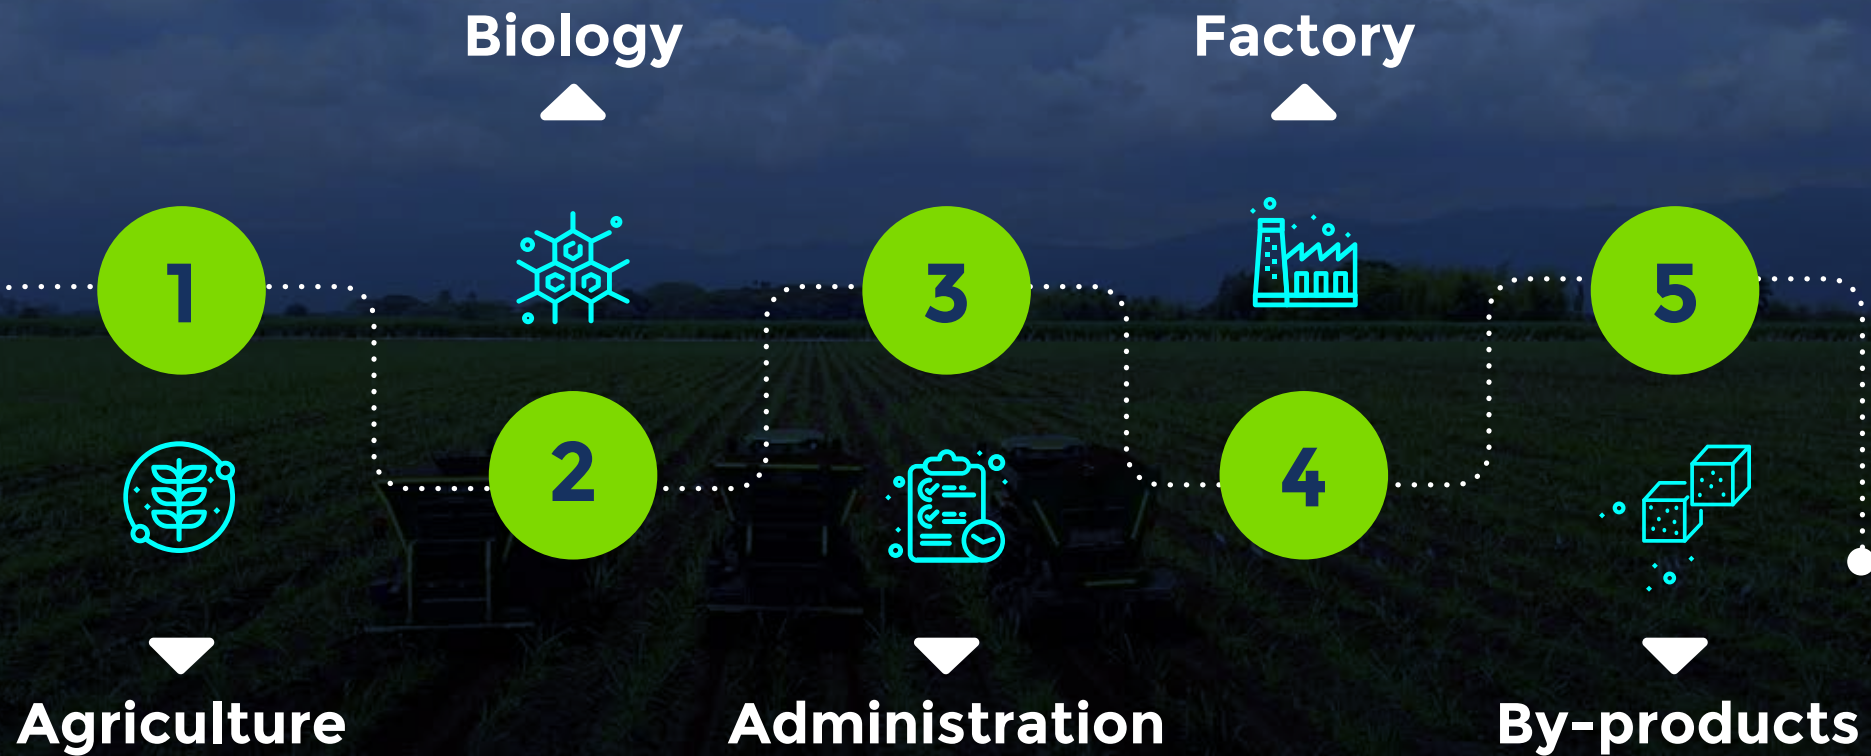 Biology
Factory
1
2
3
4
5
Agriculture
Administration
By-products